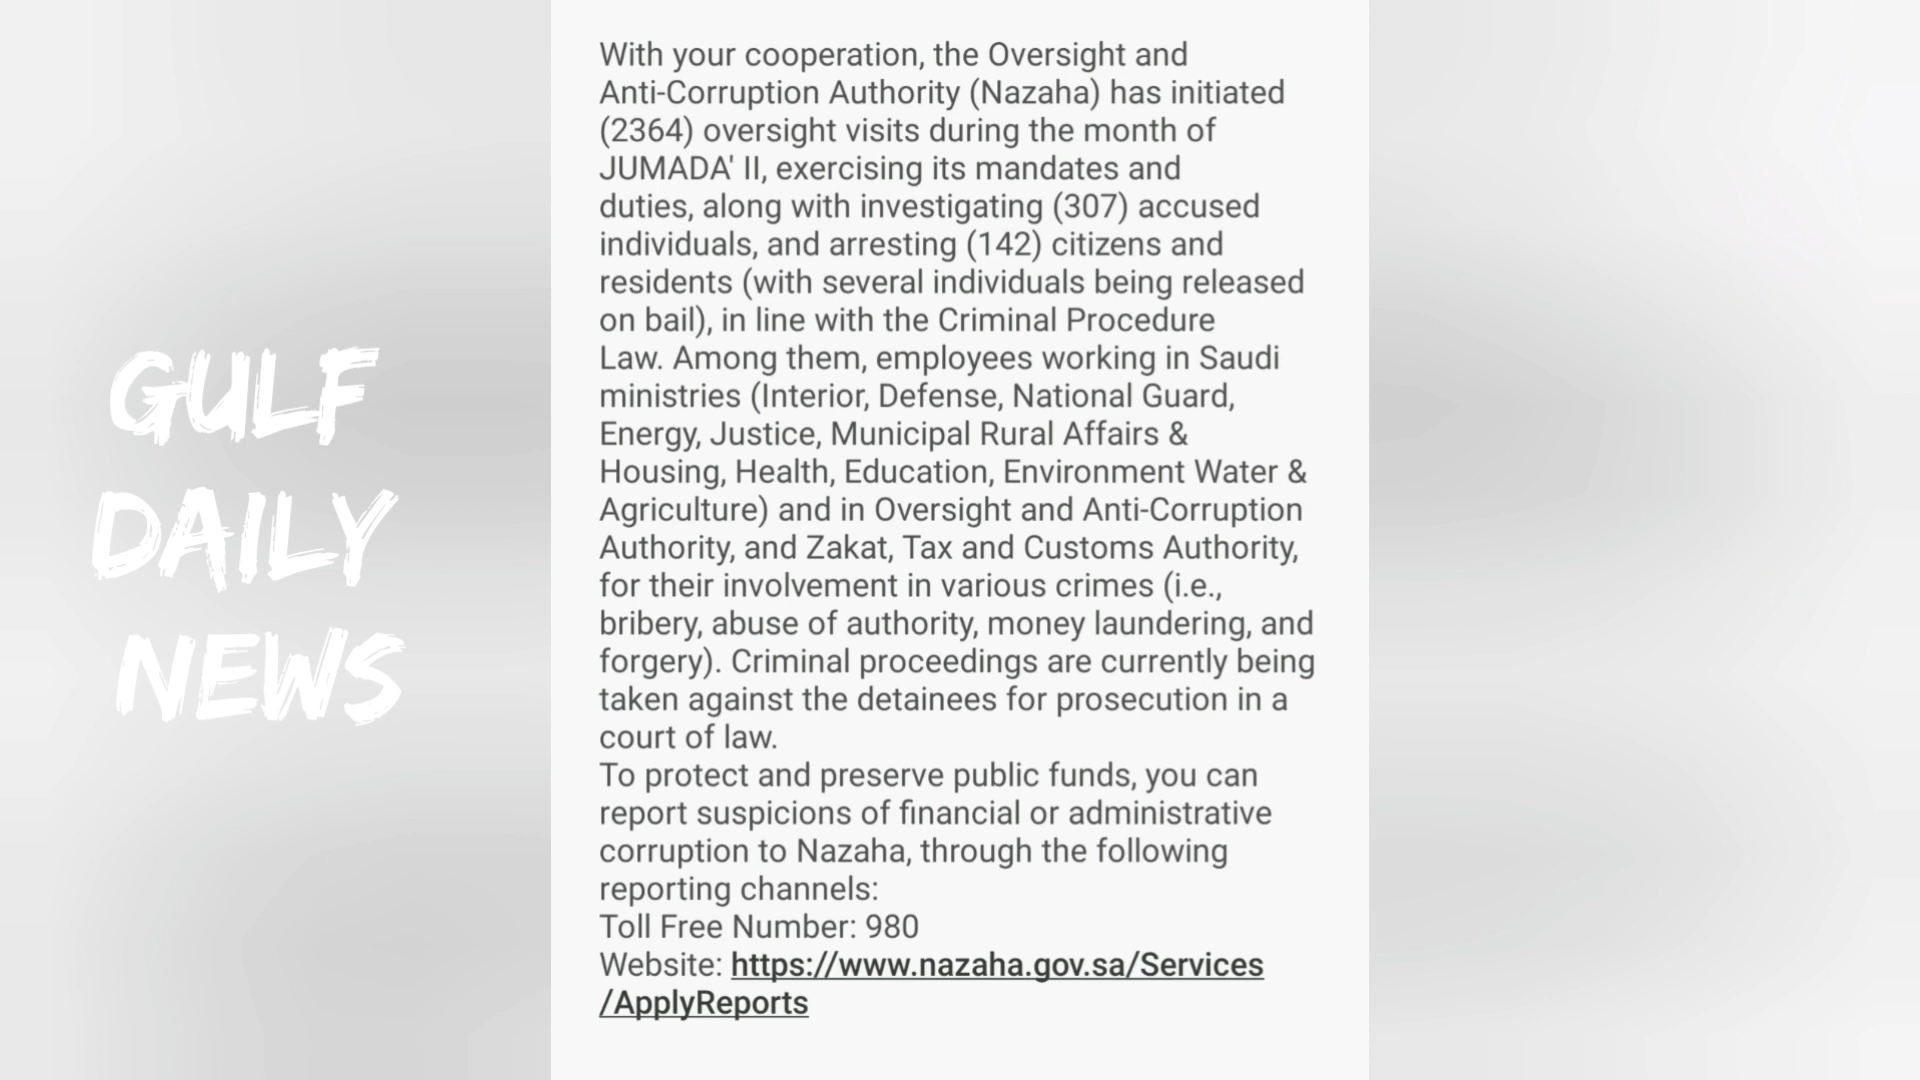 GULF
DAILY
NEWS
With your cooperation, the Oversight and
Anti-Corruption Authority (Nazaha) has initiated
(2364) oversight visits during the month of
JUMADA' II, exercising its mandates and
duties, along with investigating (307) accused
individuals, and arresting (142) citizens and
residents (with several individuals being released
on bail), in line with the Criminal Procedure
Law. Among them, employees working in Saudi
ministries (Interior, Defense, National Guard,
Energy, Justice, Municipal Rural Affairs &
Housing, Health, Education, Environment Water &
Agriculture) and in Oversight and Anti-Corruption
Authority, and Zakat, Tax and Customs Authority,
for their involvement in various crimes (i.e.,
bribery, abuse of authority, money laundering, and
forgery). Criminal proceedings are currently being
taken against the detainees for prosecution in a
court of law.
To protect and preserve public funds, you can
report suspicions of financial or administrative
corruption to Nazaha, through the following
reporting channels:
Toll Free Number: 980
Website: https://www.nazaha.gov.sa/Services
/ApplyReports